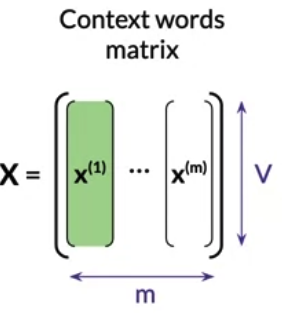 Context words
matrix
X = x(1) ... x(m) V
m